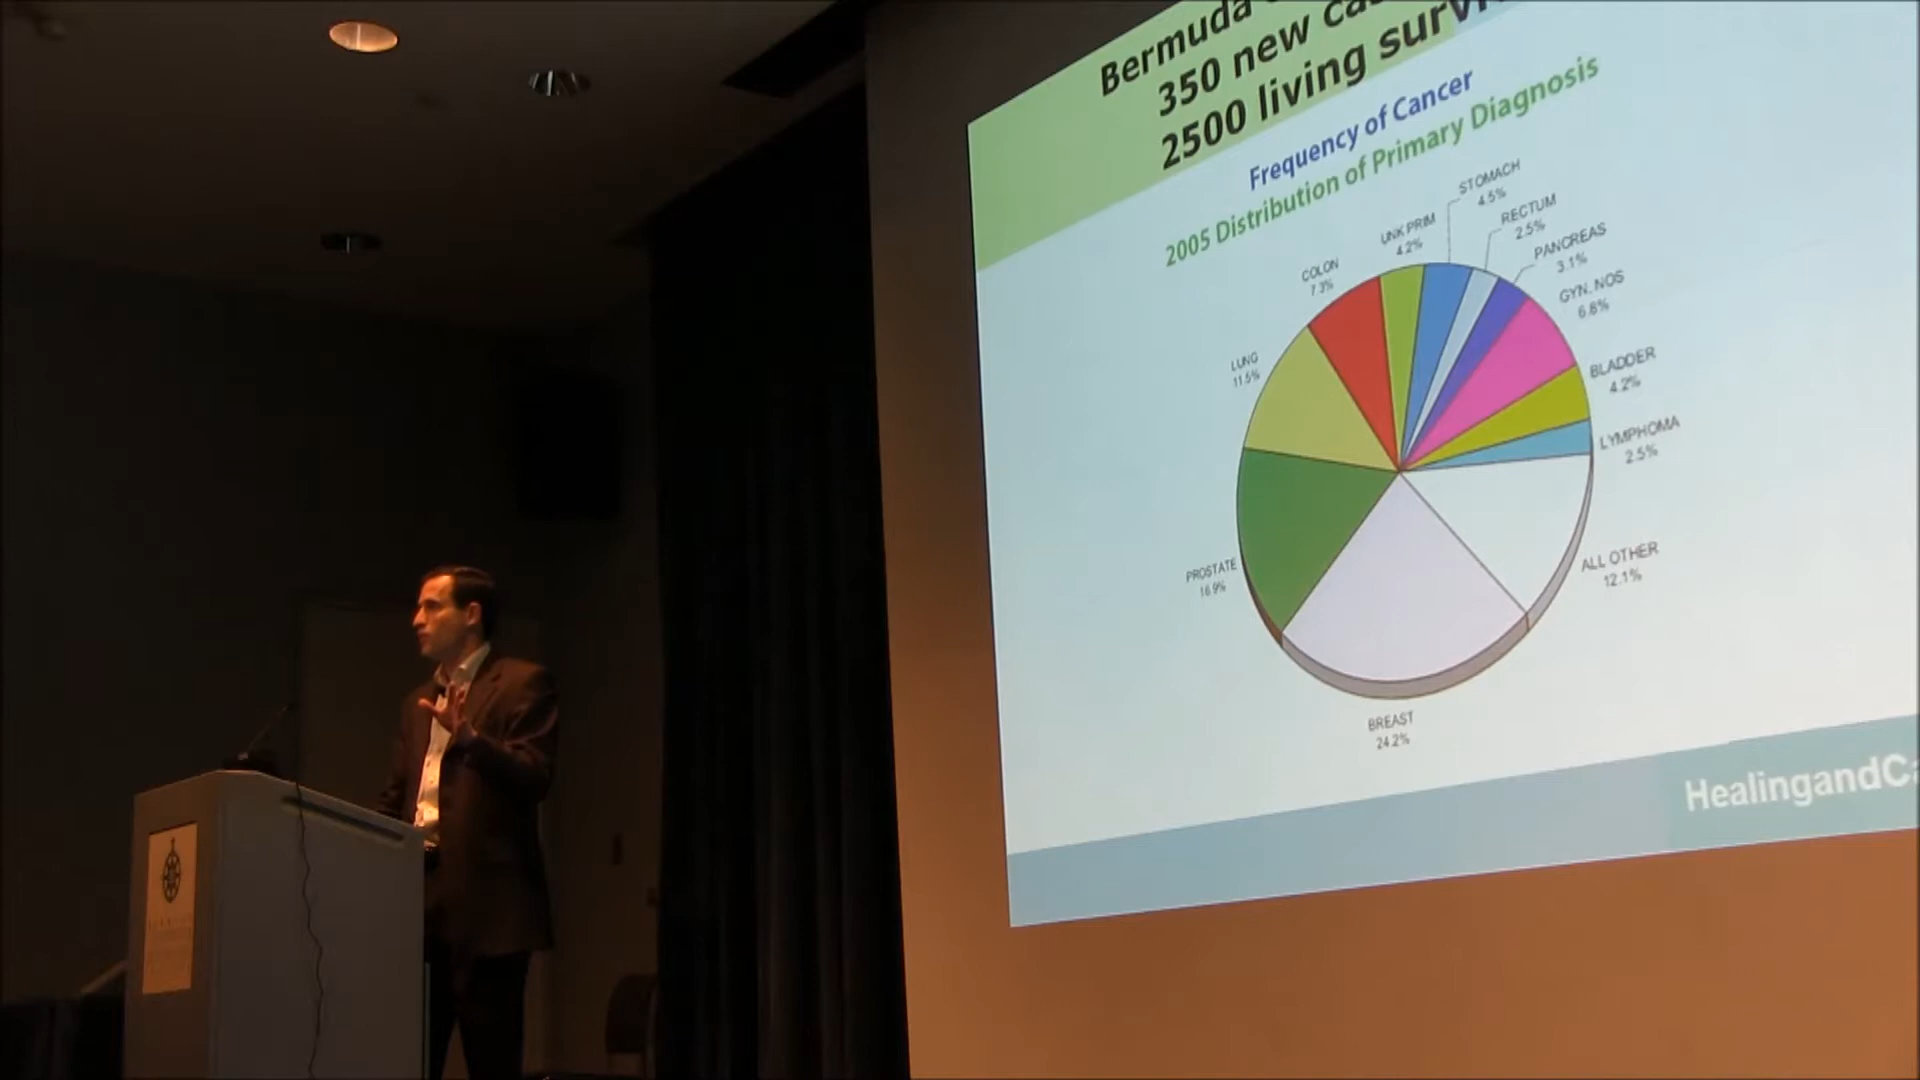 Bermuda
350 new
2500 living
Frequency of Cancer
2005 Distribution of Primary Diagnosis
STOMACH
4.5%
RECTUM
2.5%
UNK PRIM
4.2%
PANCREAS
3.1%
COLON
7.3%
GYN. NOS
6.8%
LUNG
11.5%
BLADDER
4.2%
LYMPHOMA
2.5%
PROSTATE
16.9%
ALL OTHER
12.1%
BREAST
24.2%
HealingandCa